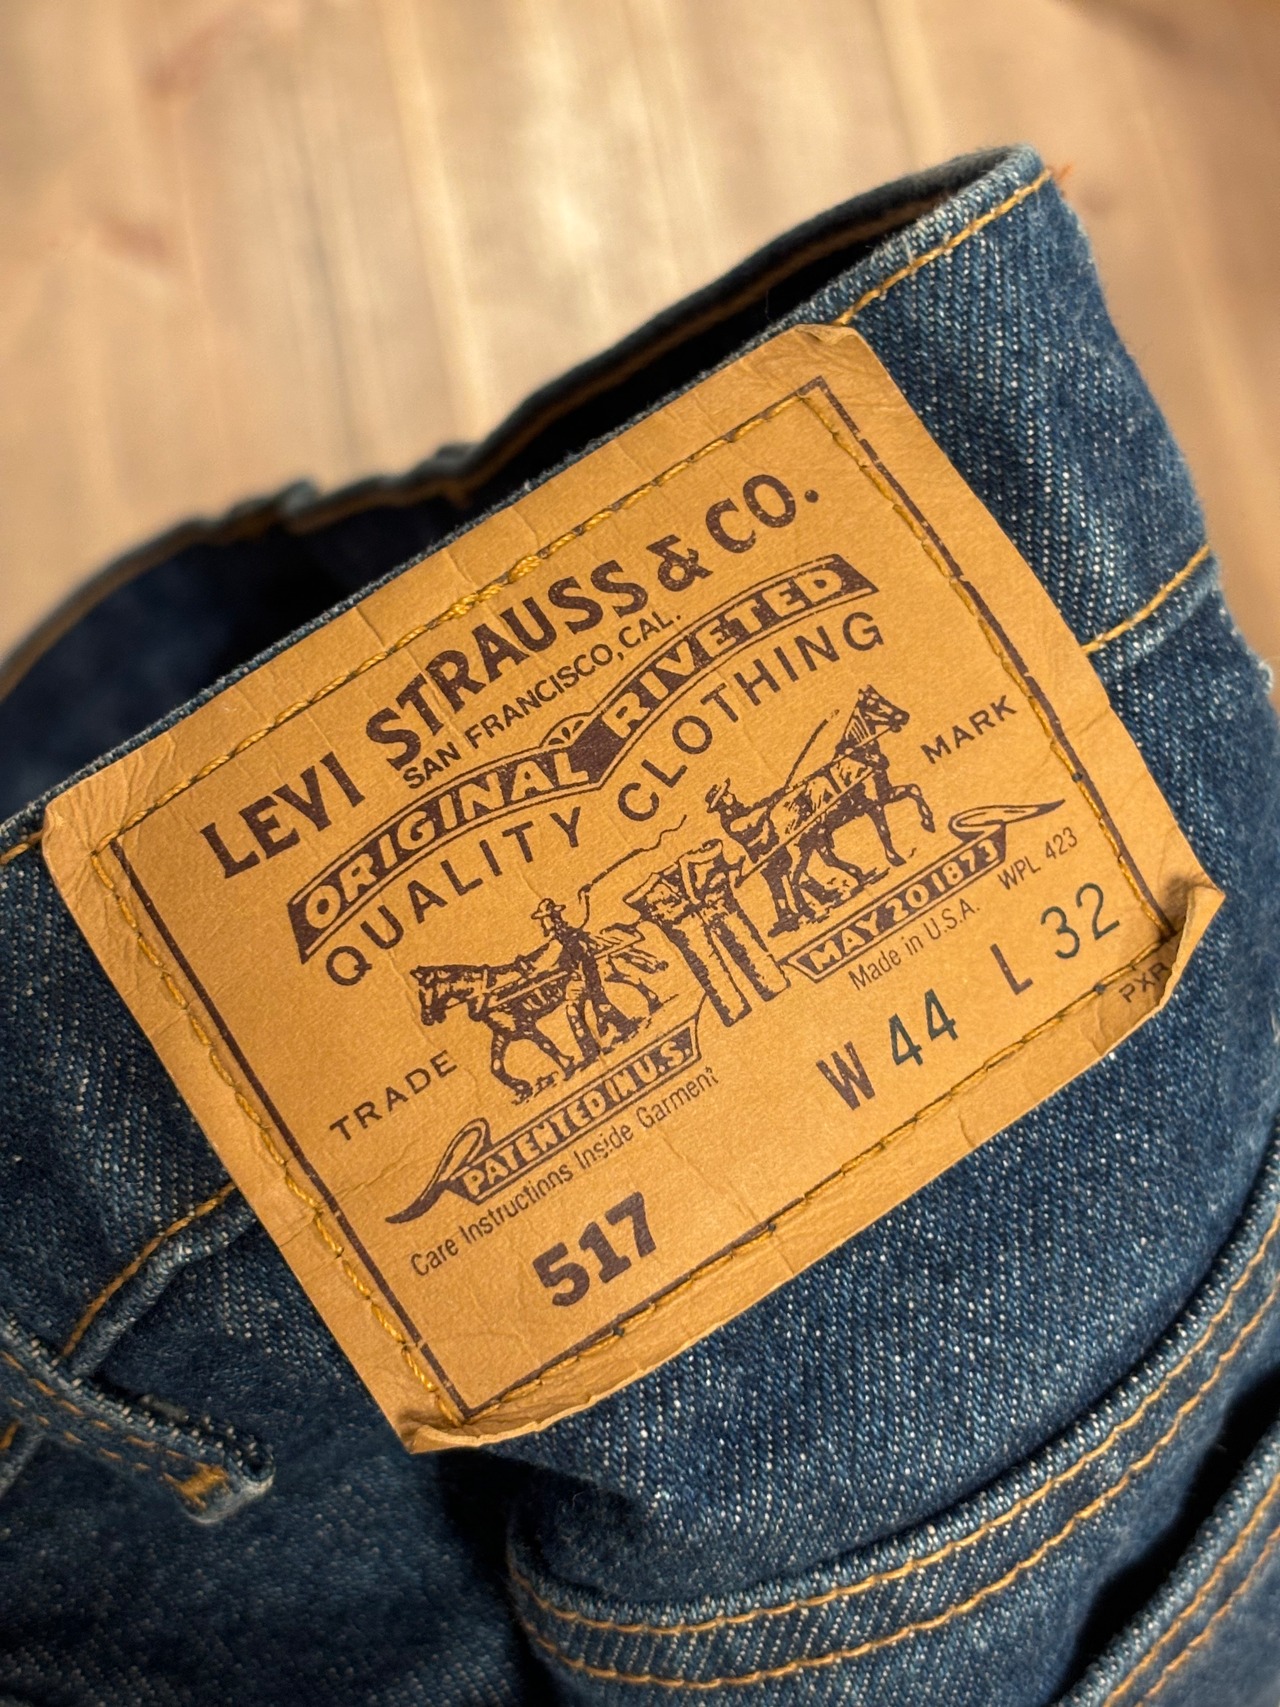 LEVI STRAUSS & CO.
SAN FRANCISCO, CAL.
ORIGINAL RIVETED
QUALITY CLOTHING
TRADE MARK
PATENTED IN U.S. MAY 20 1873
WPL 423
Care Instructions Inside Garment
Made in U.S.A.
517
W 44 L 32
PXR